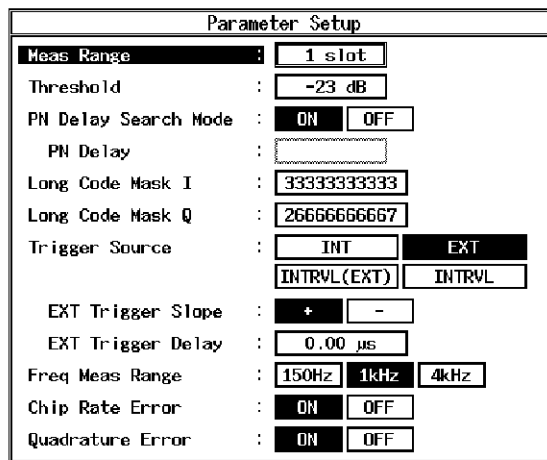 Parameter Setup
Meas Range : 1 slot
Threshold : -23 dB
PN Delay Search Mode : ON OFF
PN Delay :
Long Code Mask I : 33333333333
Long Code Mask Q : 26666666667
Trigger Source : INT EXT
INTRVL(EXT) INTRVL
EXT Trigger Slope : + -
EXT Trigger Delay : 0.00 µs
Freq Meas Range : 150Hz 1kHz 4kHz
Chip Rate Error : ON OFF
Quadrature Error : ON OFF